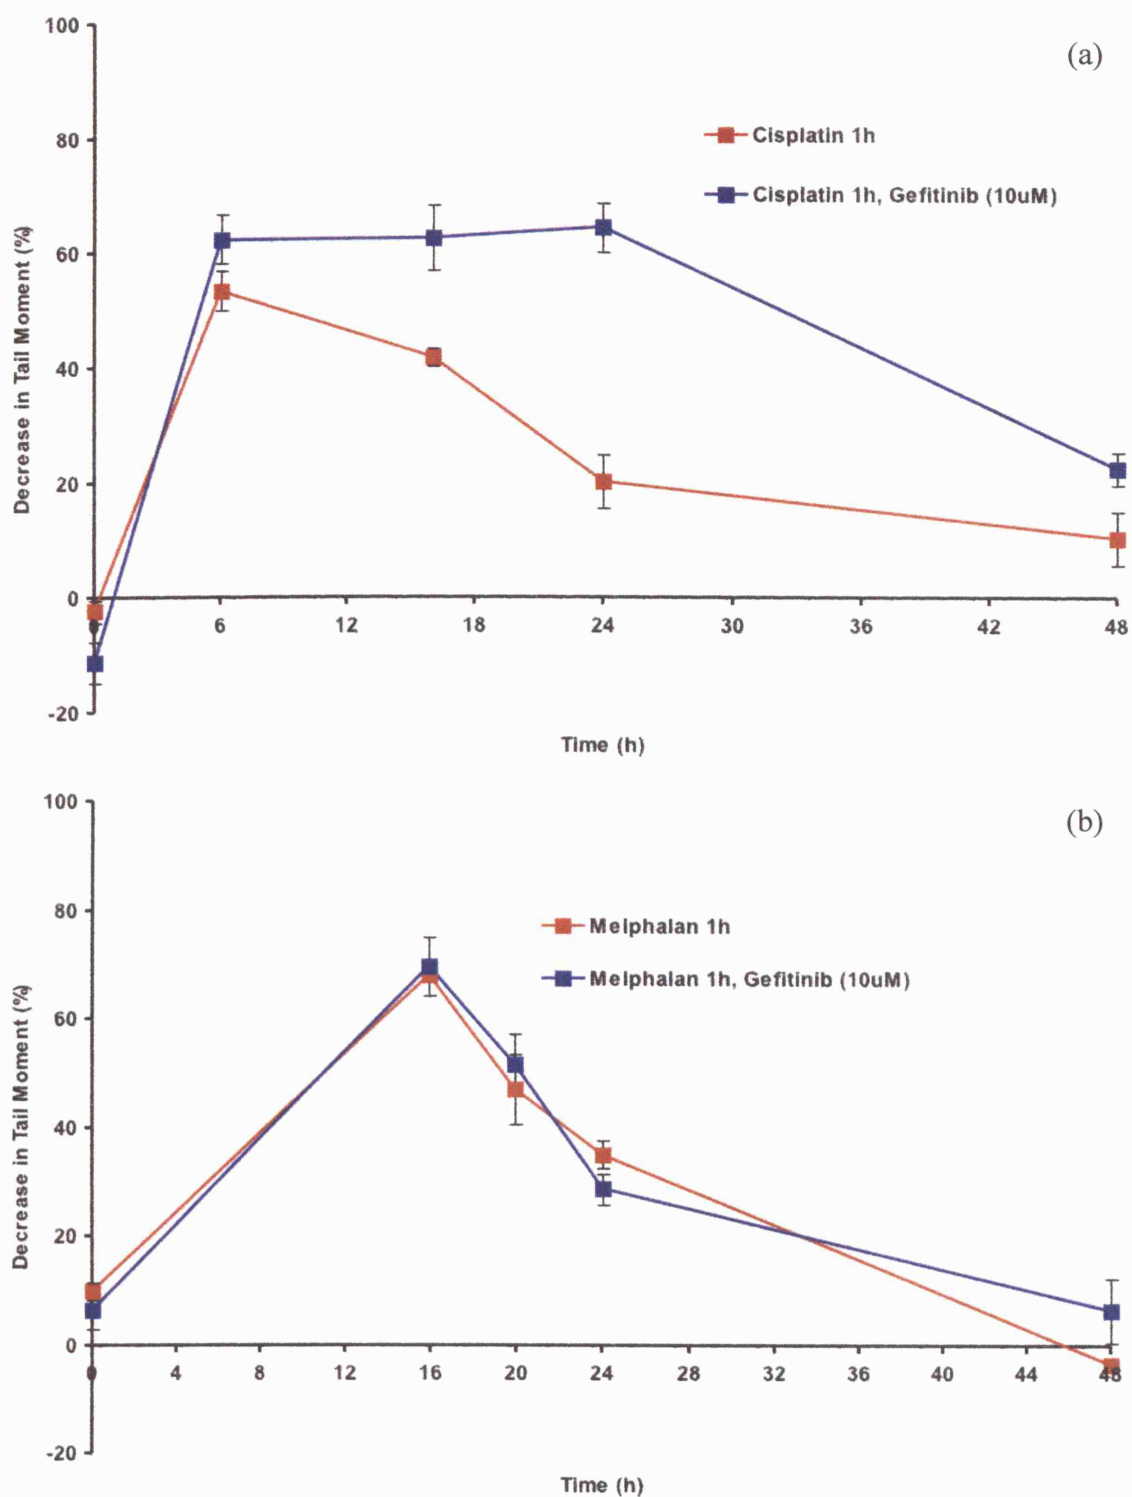 100
(a)
80
Cisplatin 1h
Cisplatin 1h, Gefitinib (10uM)
60
40
20
0
-20
Decrease in Tail Moment (%)
0 6 12 18 24 30 36 42 48
Time (h)
100
(b)
80
Melphalan 1h
Melphalan 1h, Gefitinib (10uM)
60
40
20
0
-20
Decrease in Tail Moment (%)
0 4 8 12 16 20 24 28 32 36 40 44 48
Time (h)